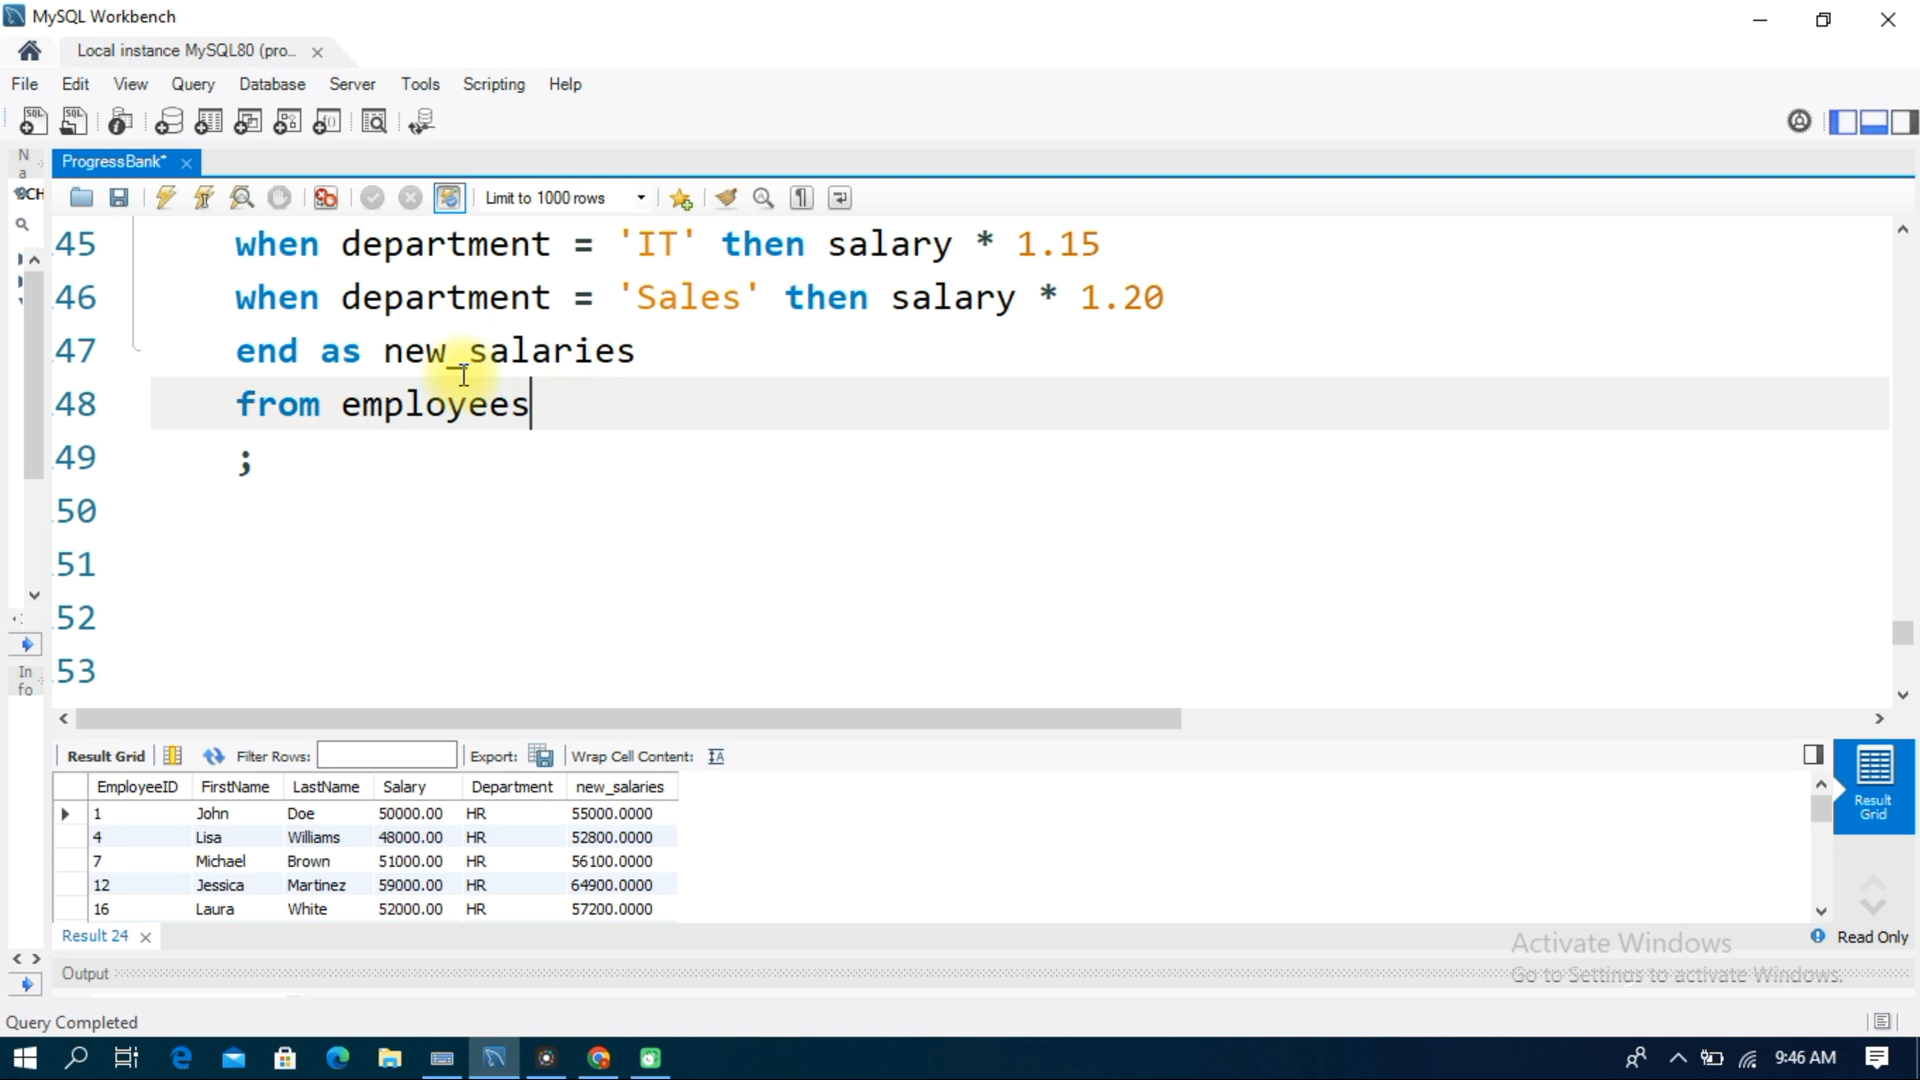 MySQL Workbench
Local instance MySQL80 (pro...
File Edit View Query Database Server Tools Scripting Help
N
a
ProgressBank*
SCH
Limit to 1000 rows
45 when department = 'IT' then salary * 1.15
46 when department = 'Sales' then salary * 1.20
47 end as new_salaries
48 from employees
49 ;
50
51
52
53
In
fo
Result Grid Filter Rows: Export: Wrap Cell Content:
EmployeeID FirstName LastName Salary Department new_salaries
1 John Doe 50000.00 HR 55000.0000
4 Lisa Williams 48000.00 HR 52800.0000
7 Michael Brown 51000.00 HR 56100.0000
12 Jessica Martinez 59000.00 HR 64900.0000
16 Laura White 52000.00 HR 57200.0000
Result
Grid
Result 24
Read Only
Activate Windows
Go to Settings to activate Windows.
Output
Query Completed
9:46 AM